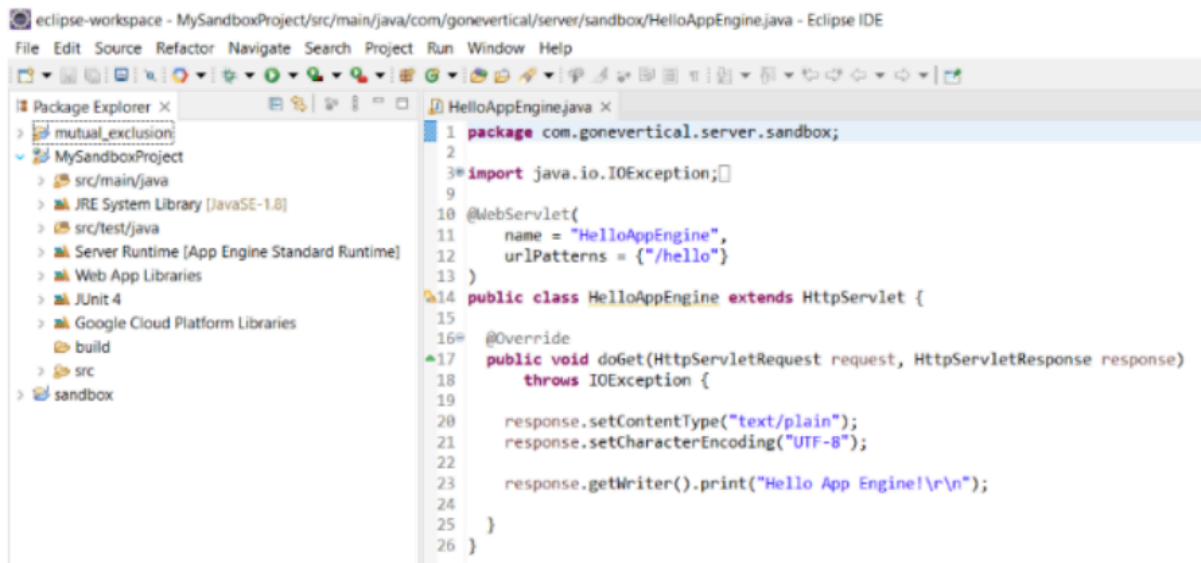 eclipse-workspace - MySandboxProject/src/main/java/com/gonevertical/server/sandbox/HelloAppEngine.java - Eclipse IDE
File Edit Source Refactor Navigate Search Project Run Window Help
Package Explorer
mutual_exclusion
MySandboxProject
src/main/java
JRE System Library [JavaSE-1.8]
src/test/java
Server Runtime [App Engine Standard Runtime]
Web App Libraries
JUnit 4
Google Cloud Platform Libraries
build
src
sandbox
HelloAppEngine.java
1 package com.gonevertical.server.sandbox;
2
3 import java.io.IOException;
9
10 @WebServlet(
11 name = "HelloAppEngine",
12 urlPatterns = {"/hello"}
13 )
14 public class HelloAppEngine extends HttpServlet {
15
16 @Override
17 public void doGet(HttpServletRequest request, HttpServletResponse response)
18 throws IOException {
19
20 response.setContentType("text/plain");
21 response.setCharacterEncoding("UTF-8");
22
23 response.getWriter().print("Hello App Engine!\r\n");
24
25 }
26 }